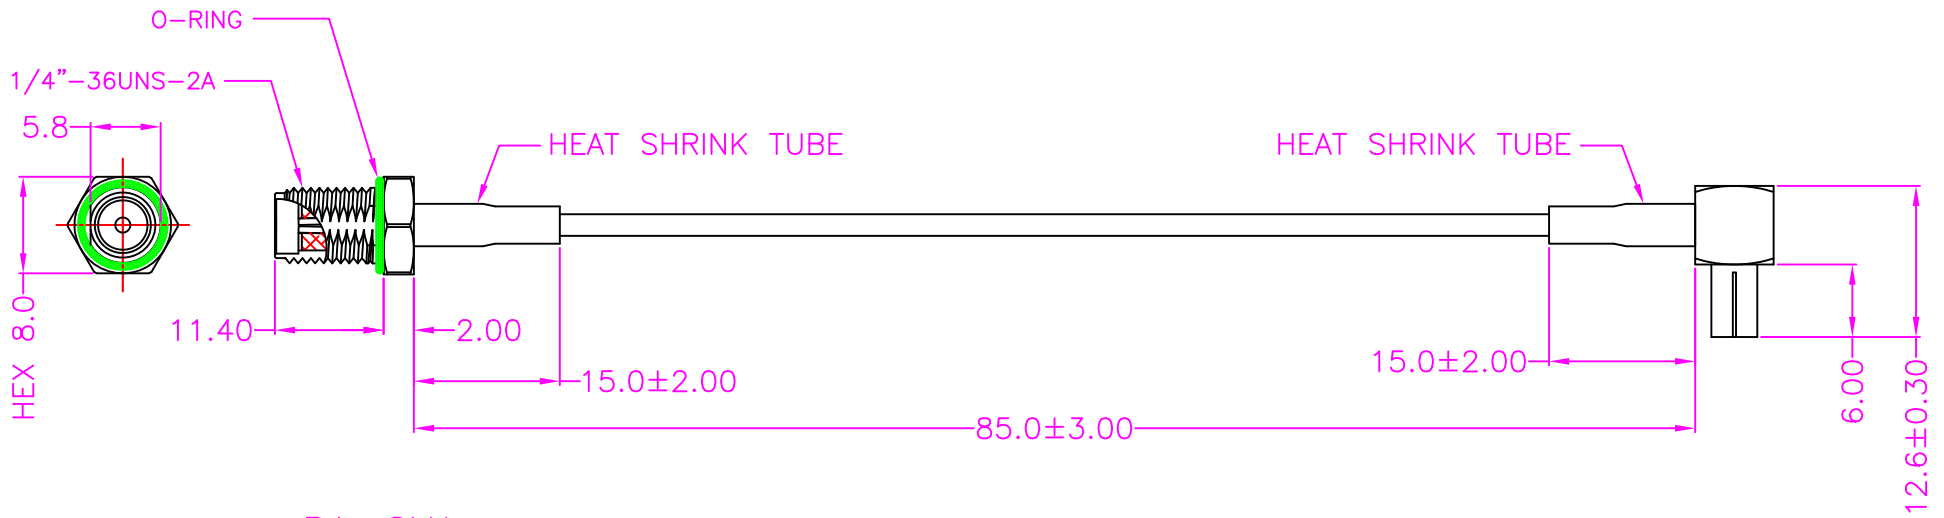 O-RING
1/4"-36UNS-2A
5.8
HEAT SHRINK TUBE
HEAT SHRINK TUBE
HEX 8.0
11.40
2.00
15.0±2.00
15.0±2.00
85.0±3.00
6.00
12.6±0.30